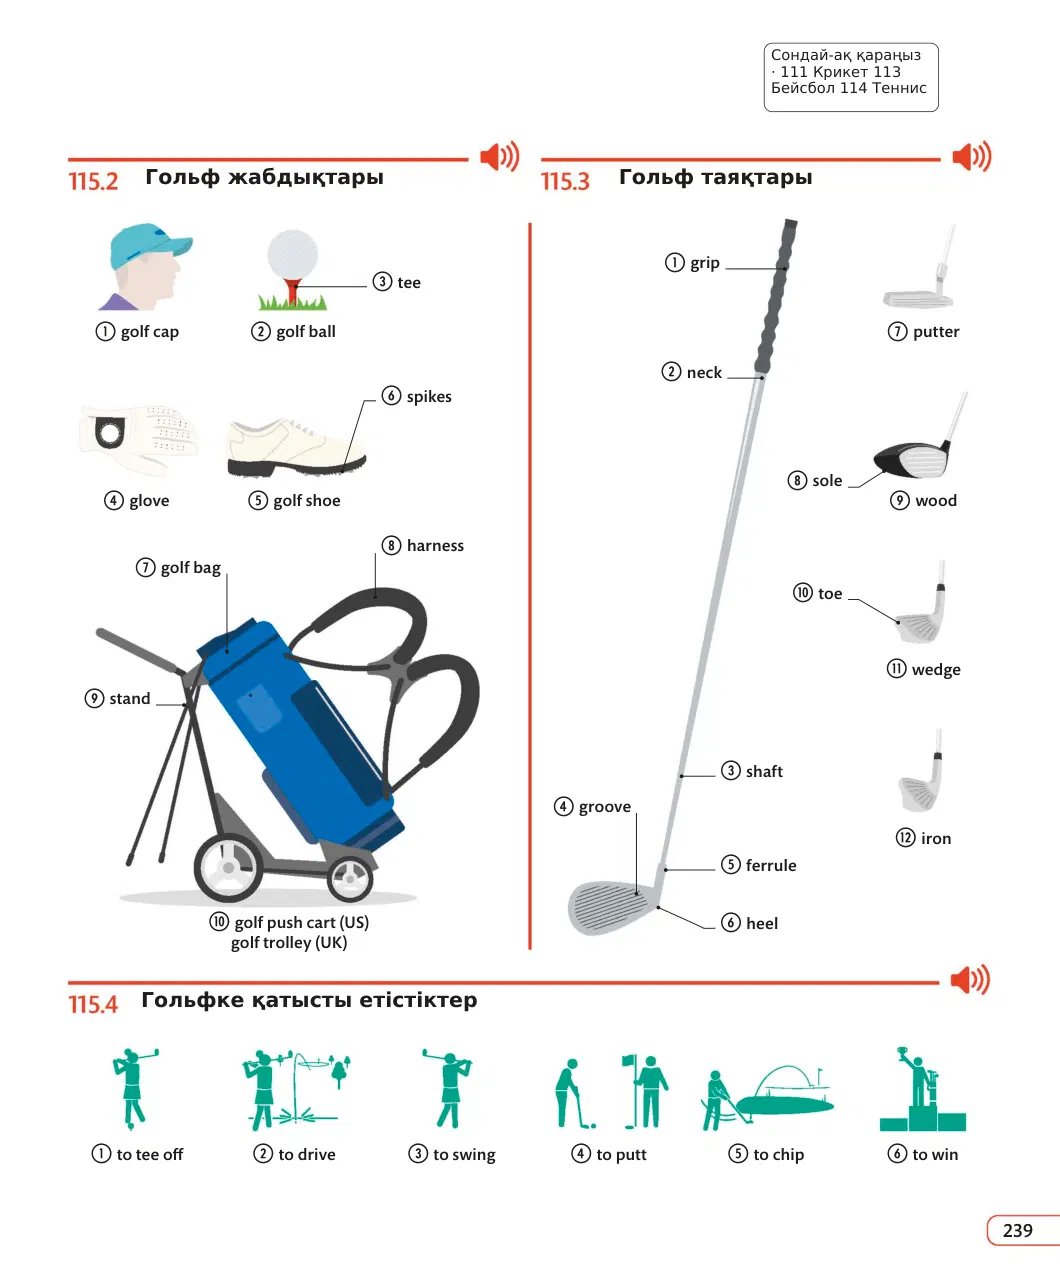 Сондай-ақ қараңыз
· 111 Крикет 113
Бейсбол 114 Теннис
115.2 Гольф жабдықтары
① golf cap
② golf ball
③ tee
④ glove
⑤ golf shoe
⑥ spikes
⑦ golf bag
⑧ harness
⑨ stand
⑩ golf push cart (US)
golf trolley (UK)
115.3 Гольф таяқтары
① grip
② neck
③ shaft
④ groove
⑤ ferrule
⑥ heel
⑦ putter
⑧ sole
⑨ wood
⑩ toe
⑪ wedge
⑫ iron
115.4 Гольфке қатысты етістіктер
① to tee off
② to drive
③ to swing
④ to putt
⑤ to chip
⑥ to win
239